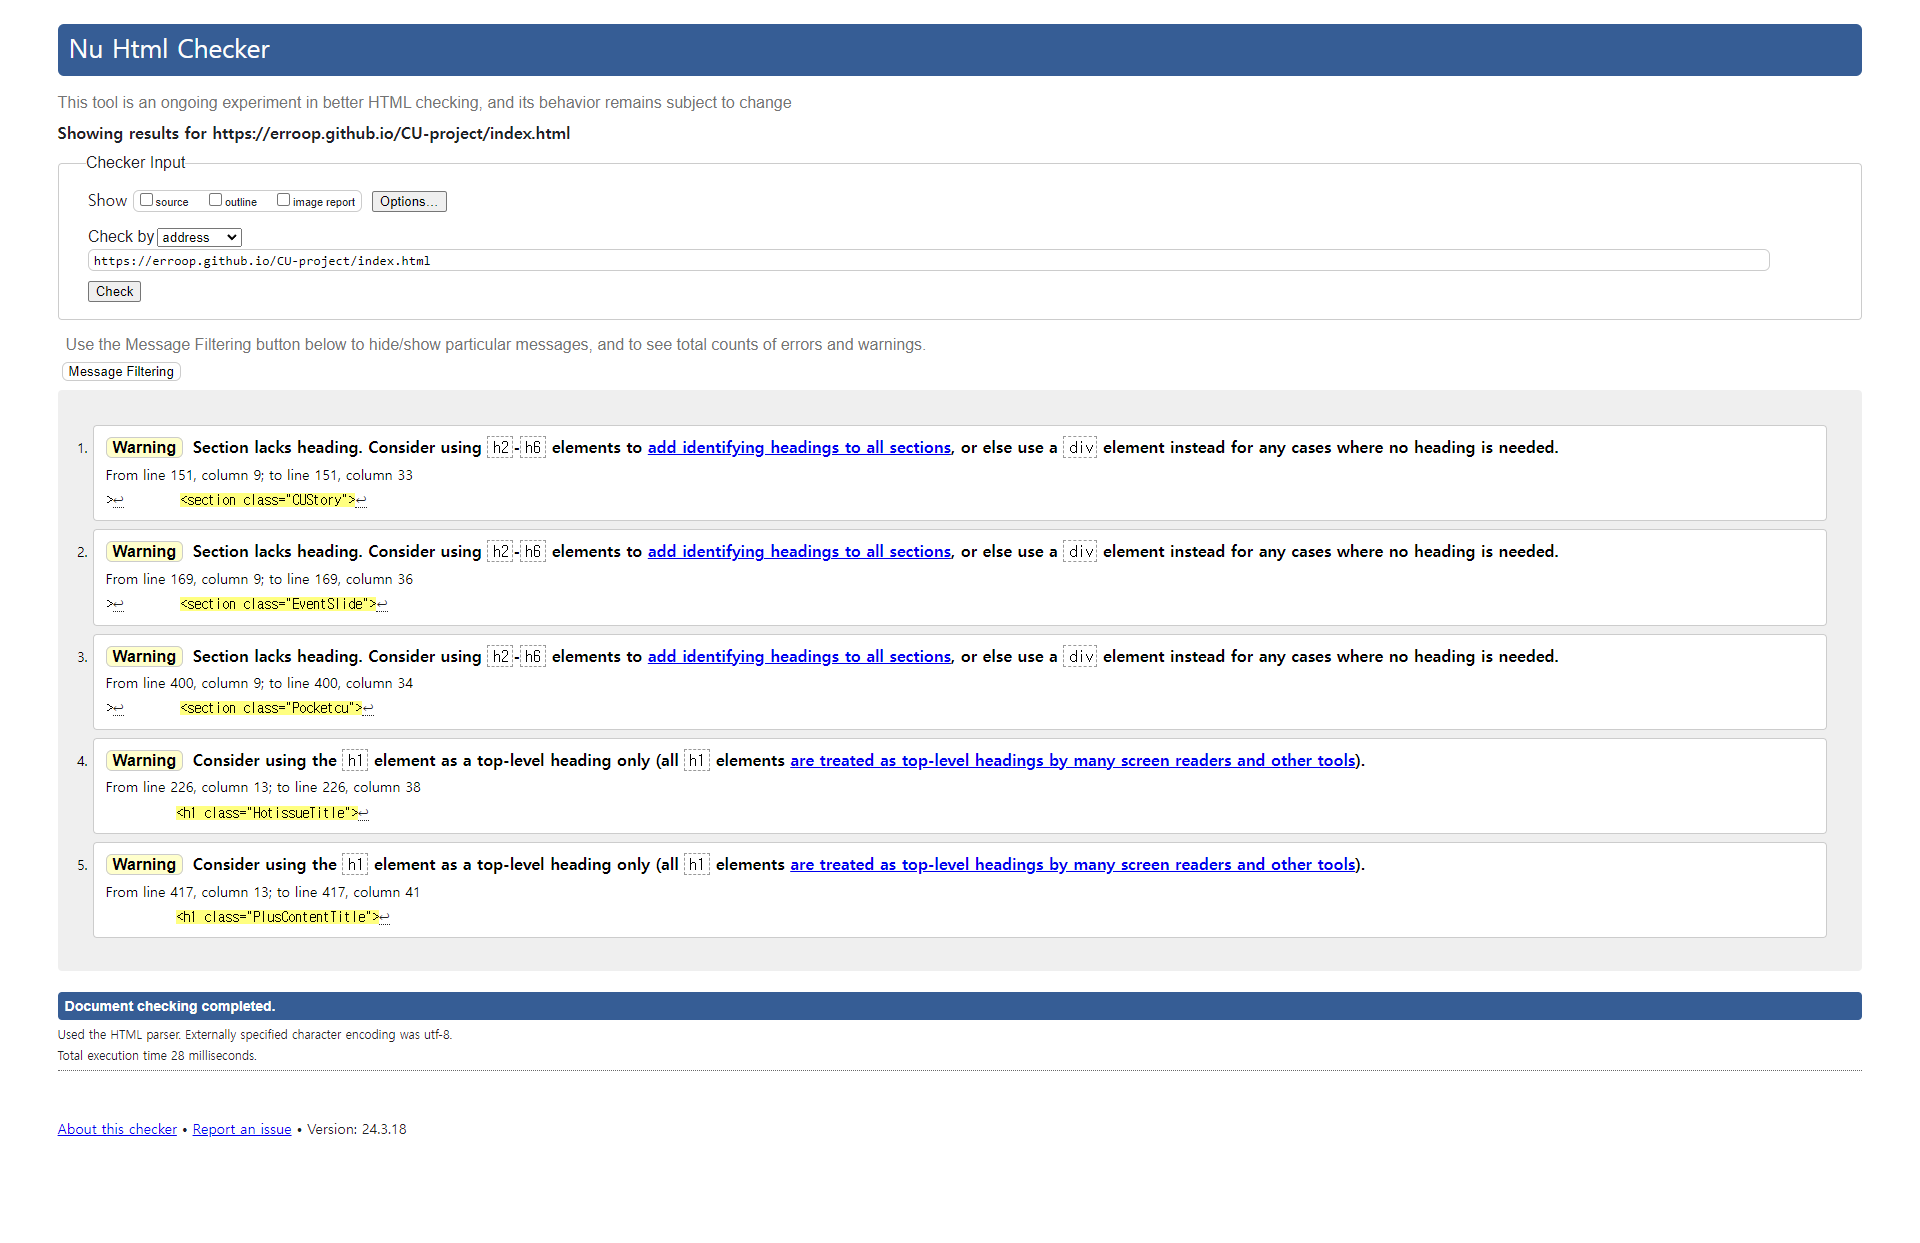 Nu Html Checker
This tool is an ongoing experiment in better HTML checking, and its behavior remains subject to change
Showing results for https://erroop.github.io/CU-project/index.html
Checker Input
Show source outline image report Options...
Check by address
https://erroop.github.io/CU-project/index.html
Check
Use the Message Filtering button below to hide/show particular messages, and to see total counts of errors and warnings.
Message Filtering
1. Warning Section lacks heading. Consider using h2-h6 elements to add identifying headings to all sections, or else use a div element instead for any cases where no heading is needed.
From line 151, column 9; to line 151, column 33
>↩ <section class="CUStory">↩
2. Warning Section lacks heading. Consider using h2-h6 elements to add identifying headings to all sections, or else use a div element instead for any cases where no heading is needed.
From line 169, column 9; to line 169, column 36
>↩ <section class="EventSlide">↩
3. Warning Section lacks heading. Consider using h2-h6 elements to add identifying headings to all sections, or else use a div element instead for any cases where no heading is needed.
From line 400, column 9; to line 400, column 34
>↩ <section class="Pocketcu">↩
4. Warning Consider using the h1 element as a top-level heading only (all h1 elements are treated as top-level headings by many screen readers and other tools).
From line 226, column 13; to line 226, column 38
<h1 class="HotissueTitle">↩
5. Warning Consider using the h1 element as a top-level heading only (all h1 elements are treated as top-level headings by many screen readers and other tools).
From line 417, column 13; to line 417, column 41
<h1 class="PlusContentTitle">↩
Document checking completed.
Used the HTML parser. Externally specified character encoding was utf-8.
Total execution time 28 milliseconds.
About this checker • Report an issue • Version: 24.3.18